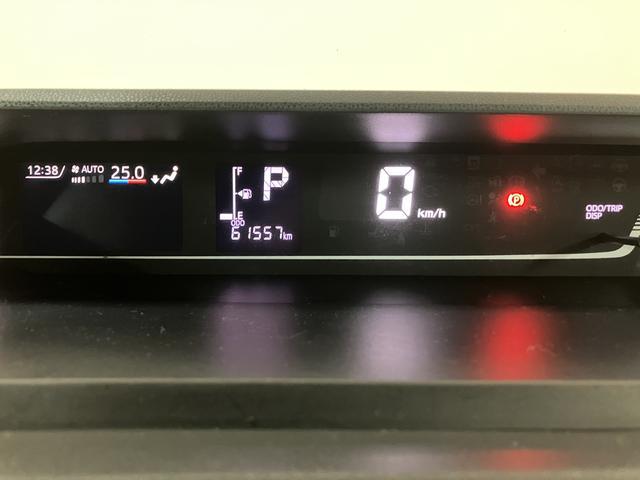 12:38 AUTO 25.0
F
P
E
ODO
61557km
0 km/h
(P)
ODO/TRIP
DISP